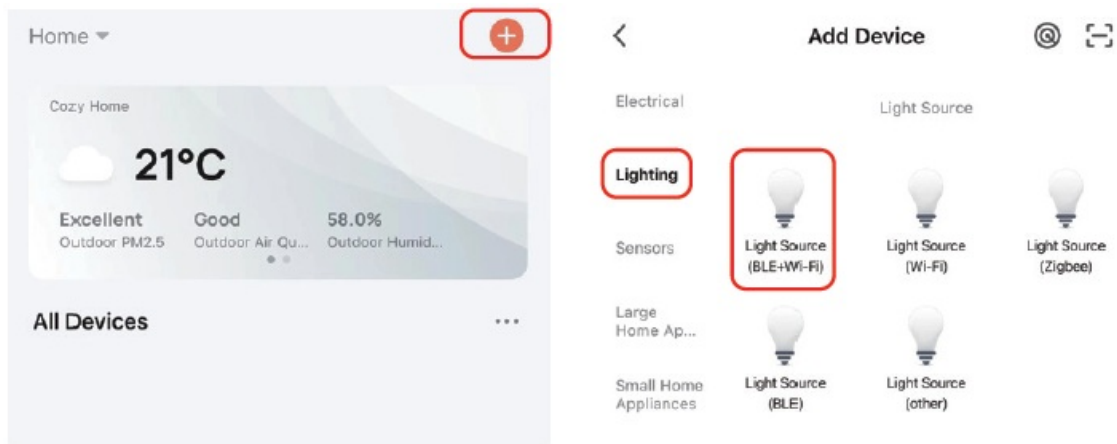 Home
Cozy Home
21°C
Excellent
Good
58.0%
Outdoor PM2.5
Outdoor Air Qu...
Outdoor Humid...
All Devices
Add Device
Electrical
Light Source
Lighting
Light Source
(BLE+Wi-Fi)
Light Source
(Wi-Fi)
Light Source
(Zigbee)
Sensors
Large
Home Ap...
Small Home
Appliances
Light Source
(BLE)
Light Source
(other)